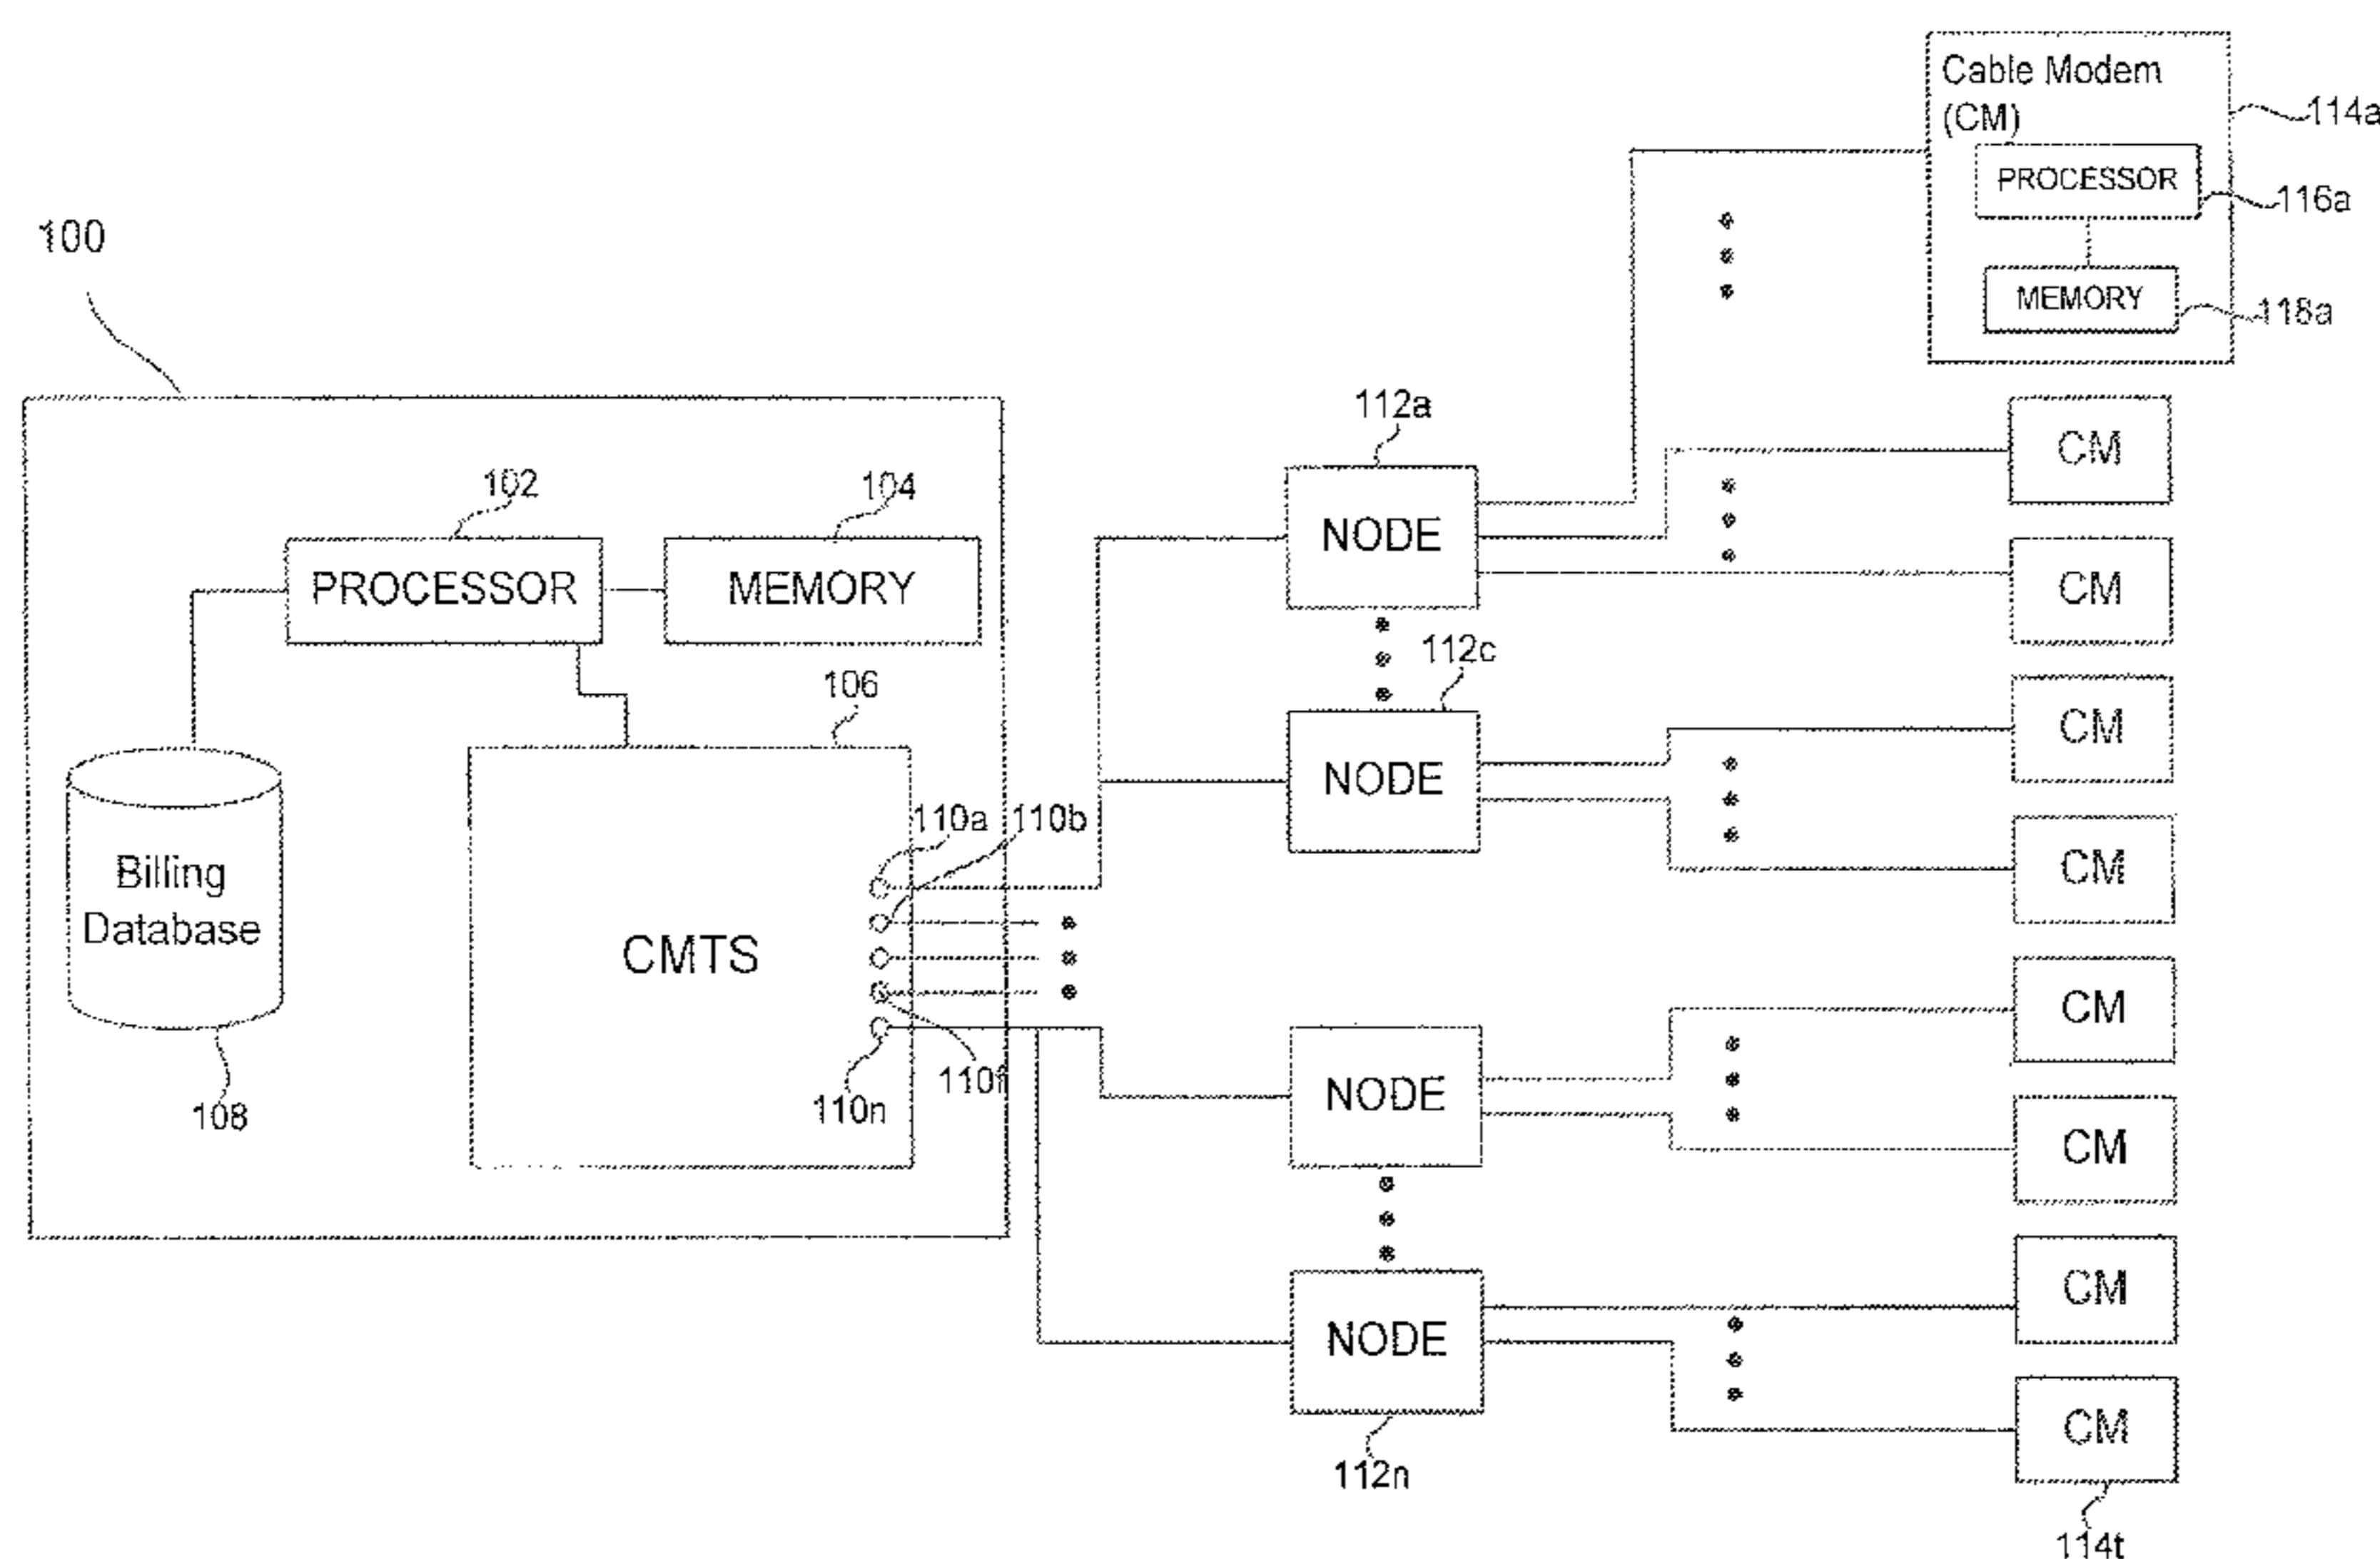 Cable Modem
(CM)
114a
PROCESSOR
116a
MEMORY
118a
100
112a
NODE
CM
CM
102
104
PROCESSOR
MEMORY
112c
NODE
CM
CM
106
110a
110b
Billing
Database
CMTS
110f
110n
108
NODE
CM
CM
NODE
CM
CM
112n
114t